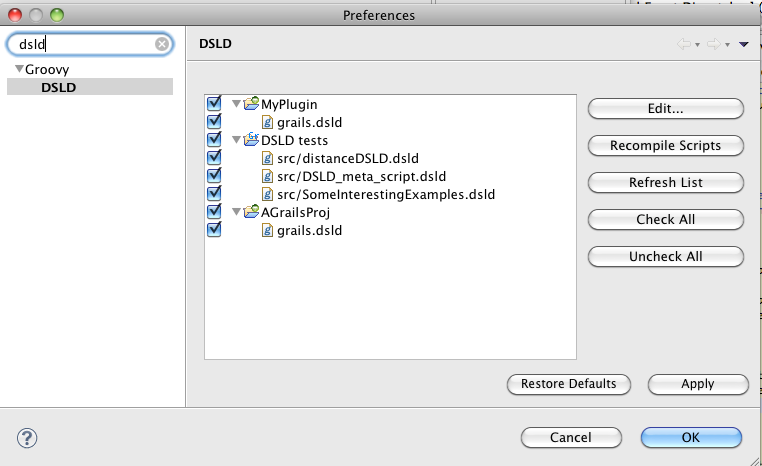 Preferences
dsld
DSLD
Groovy
DSLD
MyPlugin
grails.dsld
DSLD tests
src/distanceDSLD.dsld
src/DSLD_meta_script.dsld
src/SomeInterestingExamples.dsld
AGrailsProj
grails.dsld
Edit...
Recompile Scripts
Refresh List
Check All
Uncheck All
Restore Defaults
Apply
?
Cancel
OK